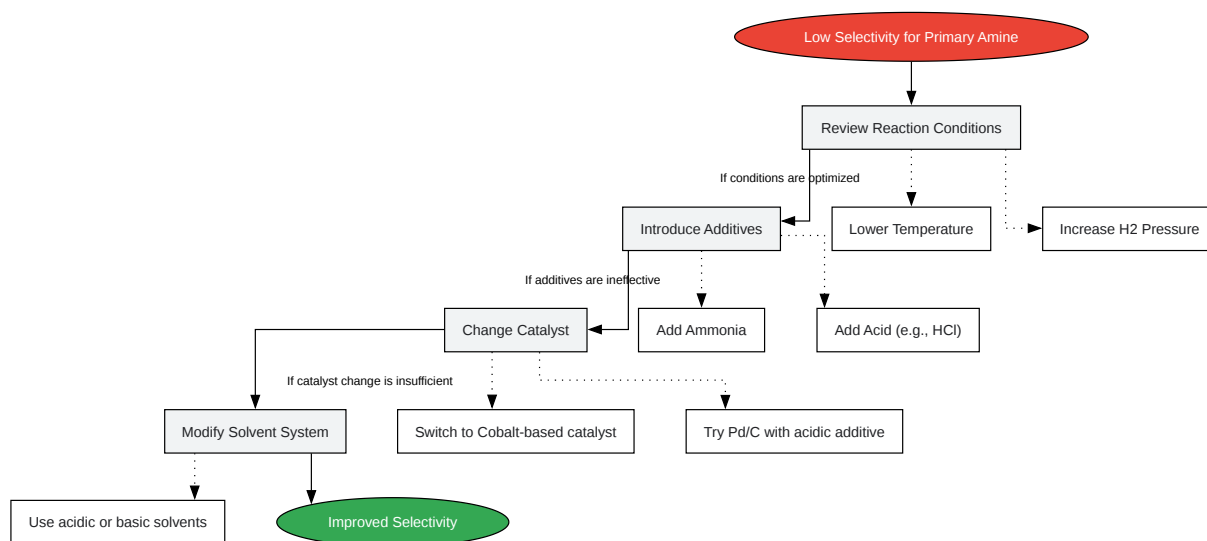 Low Selectivity for Primary Amine
Review Reaction Conditions
If conditions are optimized
Introduce Additives
Lower Temperature
Increase H2 Pressure
If additives are ineffective
Change Catalyst
Add Ammonia
Add Acid (e.g., HCl)
If catalyst change is insufficient
Modify Solvent System
Switch to Cobalt-based catalyst
Try Pd/C with acidic additive
Use acidic or basic solvents
Improved Selectivity